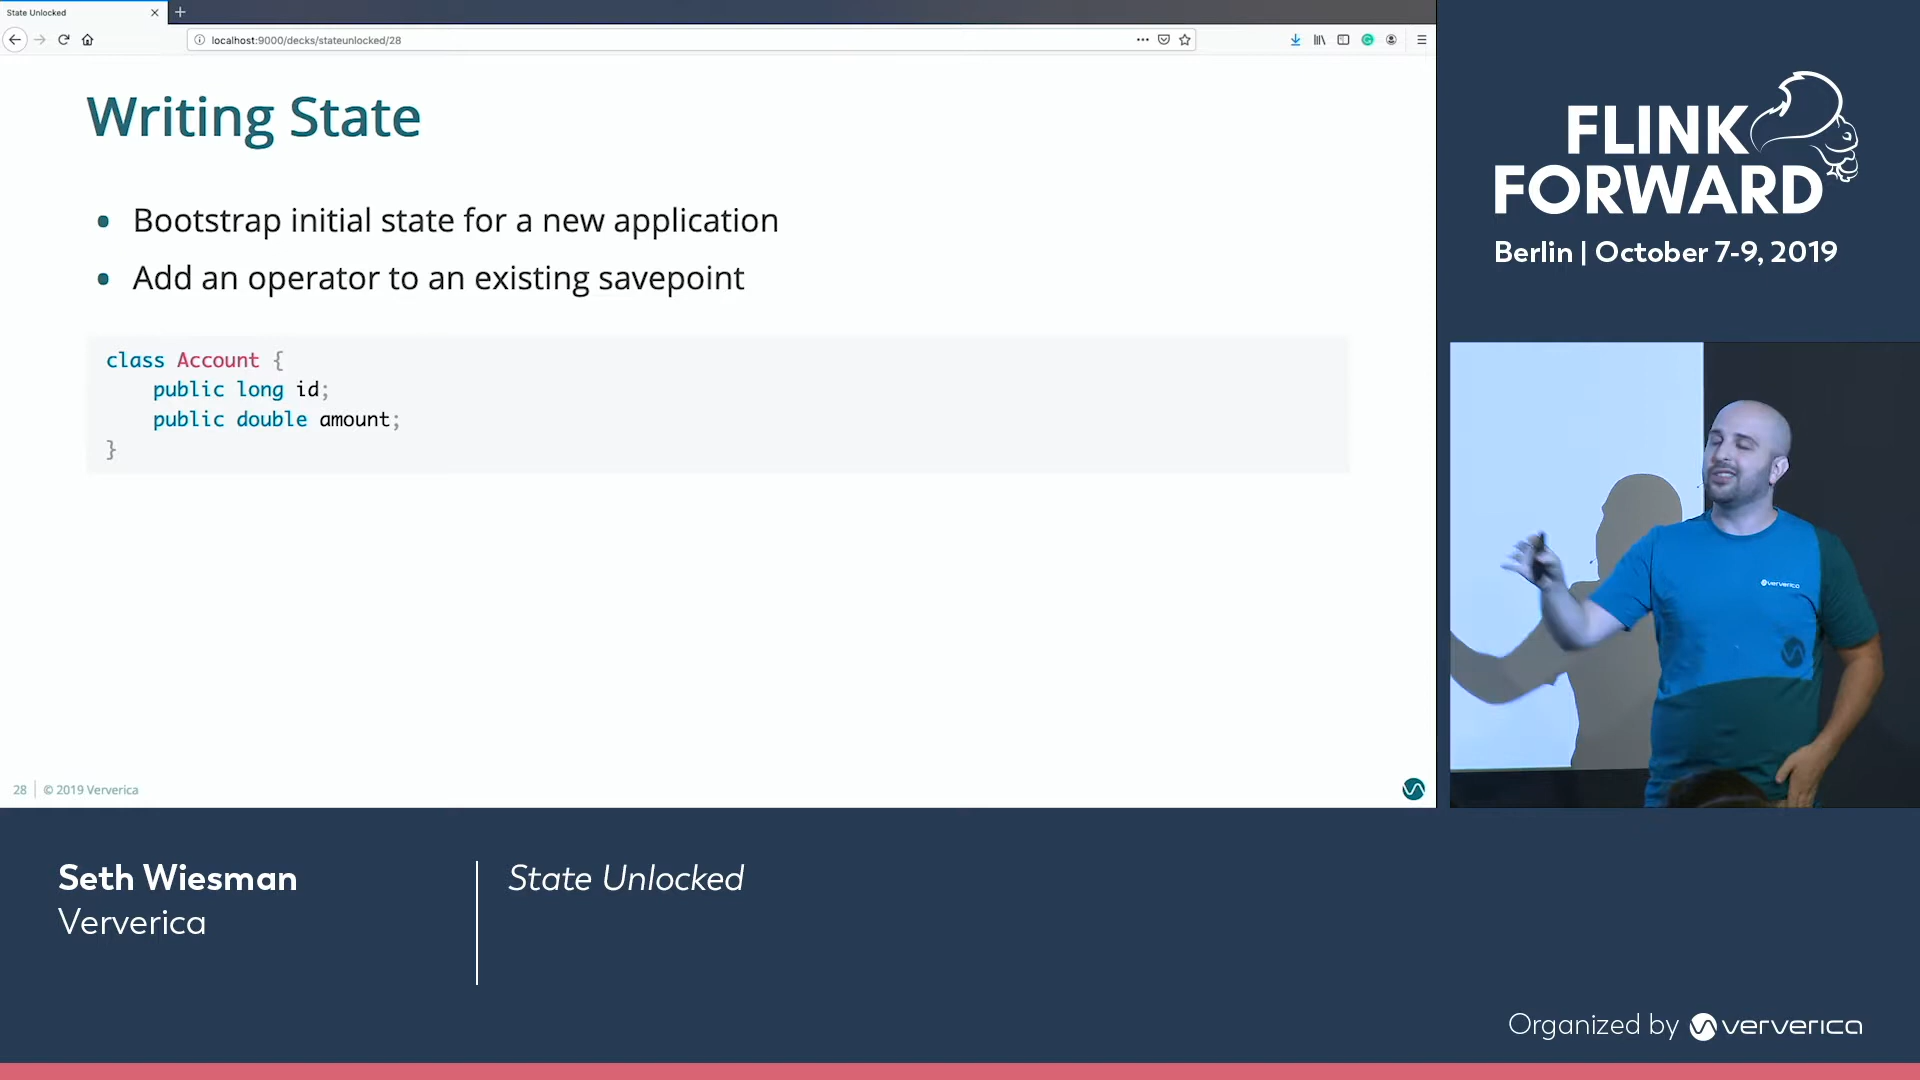 State Unlocked
localhost:9000/decks/stateunlocked/28
Writing State
• Bootstrap initial state for a new application
• Add an operator to an existing savepoint
class Account {
    public long id;
    public double amount;
}
28 | © 2019 Ververica
FLINK
FORWARD
Berlin | October 7-9, 2019
ververica
Seth Wiesman
Ververica
State Unlocked
Organized by ververica